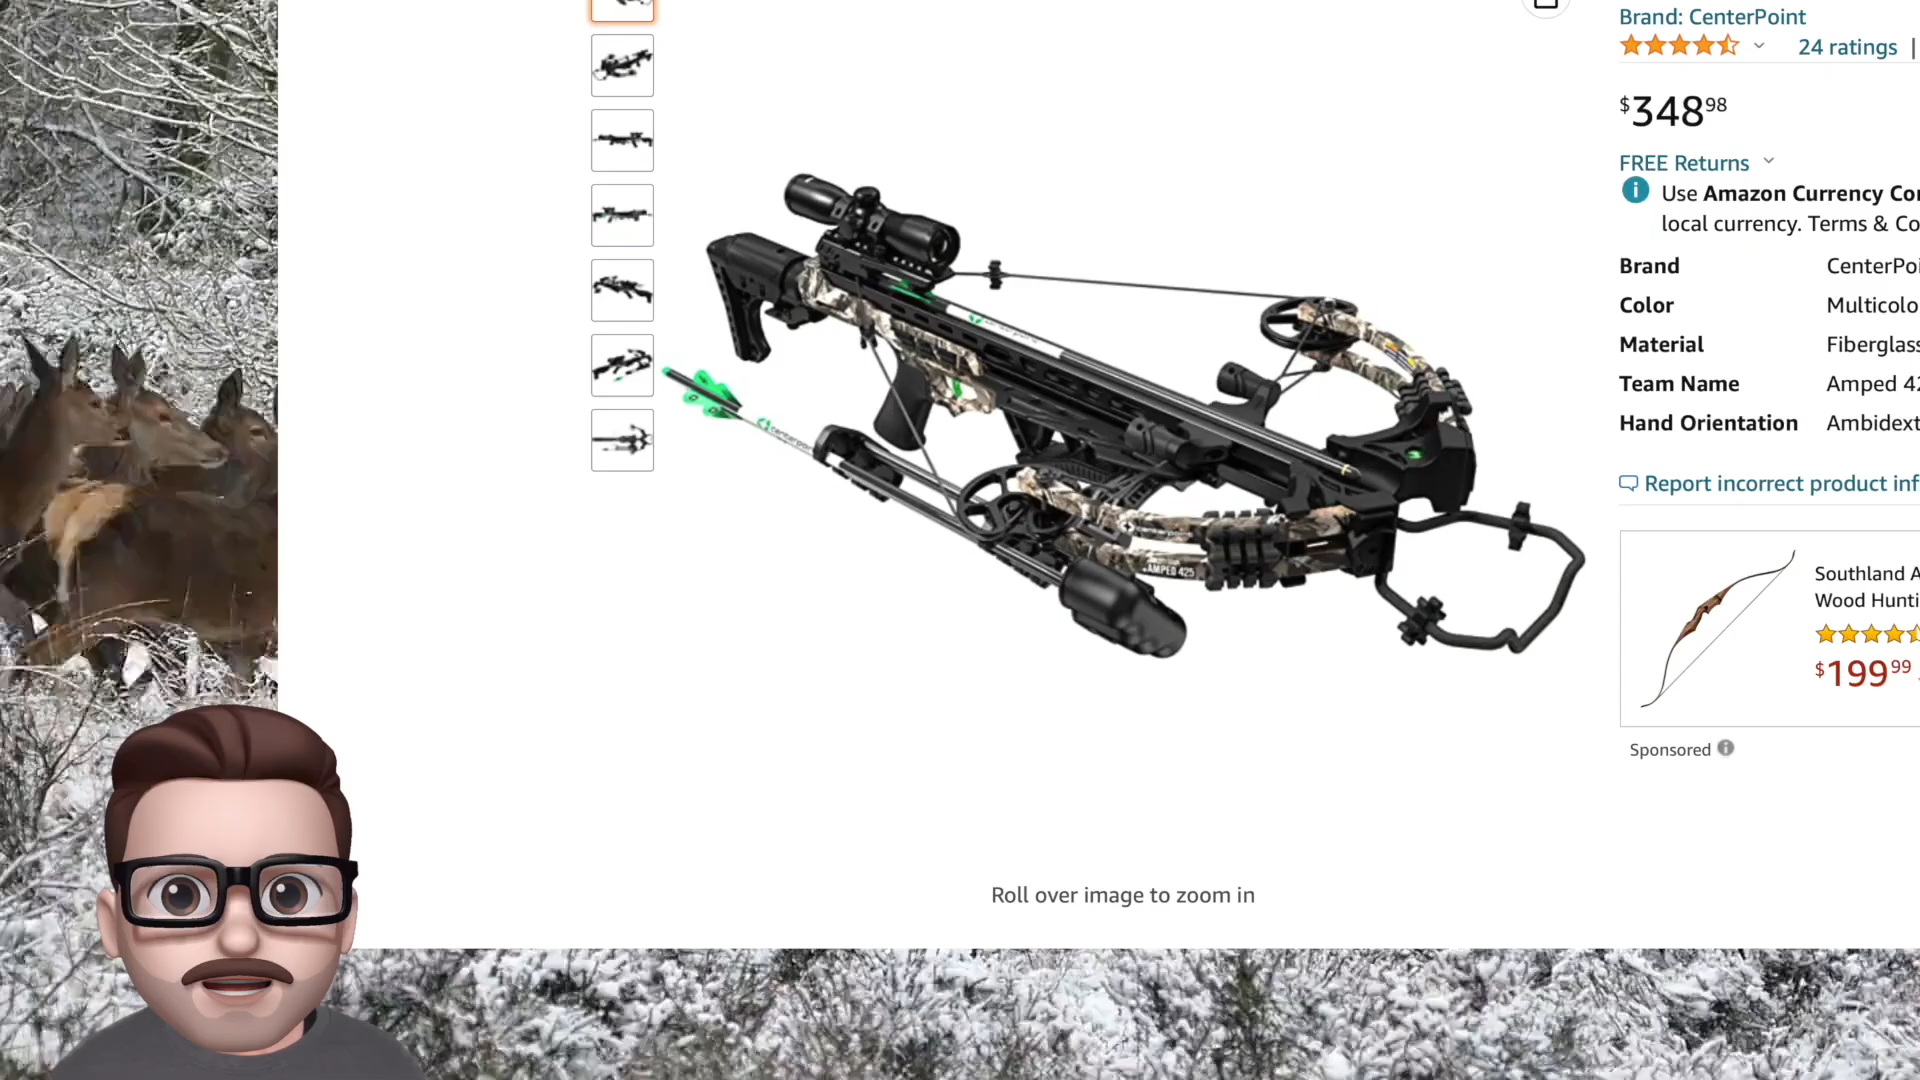 Brand: CenterPoint
24 ratings |
$348 98
FREE Returns
Use Amazon Currency Co
local currency. Terms & Co
Brand CenterPoi
Color Multicolo
Material Fiberglass
Team Name Amped 42
Hand Orientation Ambidext
Report incorrect product inf
centerpoint
+AMPED 425
Southland A
Wood Hunti
$199 99
Sponsored
Roll over image to zoom in